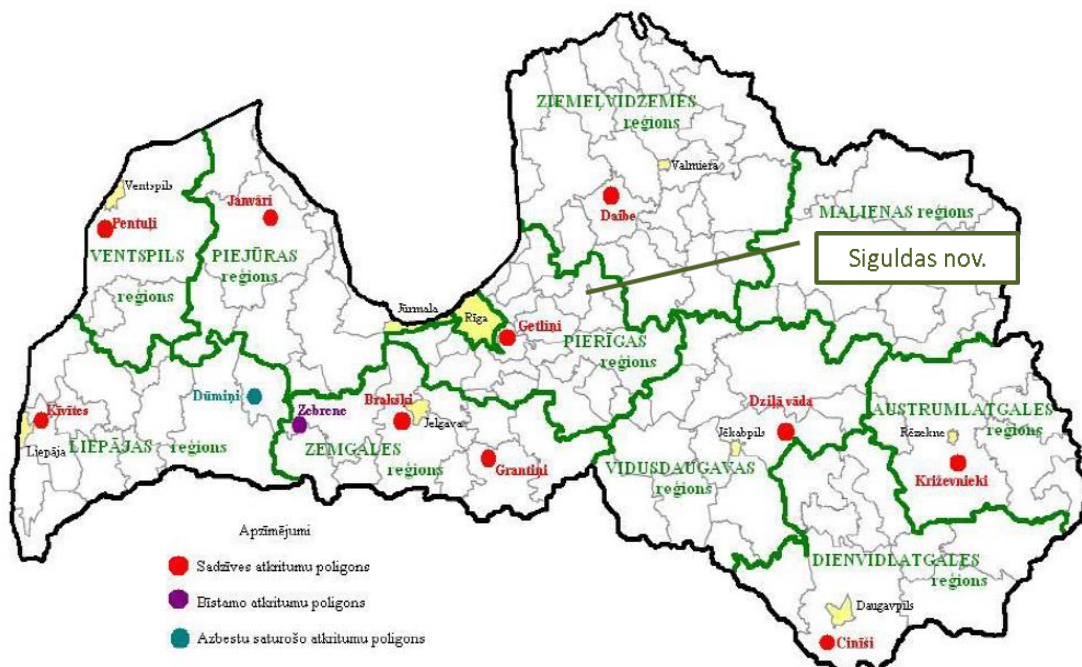 ZIEMEĻVIDZEMES
reģions
Valmiera
Ventspils
Janvāri
Daibe
Pentuļi
MALIENAS reģions
VENTSPILS
reģions
PIEJŪRAS
reģions
Siguldas nov.
Jūrmala
Rīga
Getliņi
PIERĪGAS
reģions
Dūmiņi
Zebrene
Brakšķi
Jelgava
Ķīvītes
Liepāja
LIEPĀJAS reģions
ZEMGALES
reģions
Grantiņi
Dziļā vāda
Jēkabpils
VIDUSDAUGAVAS
reģions
AUSTRUMLATGALES
Rēzekne
reģions
Križevnieki
DIENVIDLATGALES
reģions
Daugavpils
Cinīši
Apzīmējumi
Sadzīves atkritumu poligons
Bīstamo atkritumu poligons
Azbestu saturošo atkritumu poligons